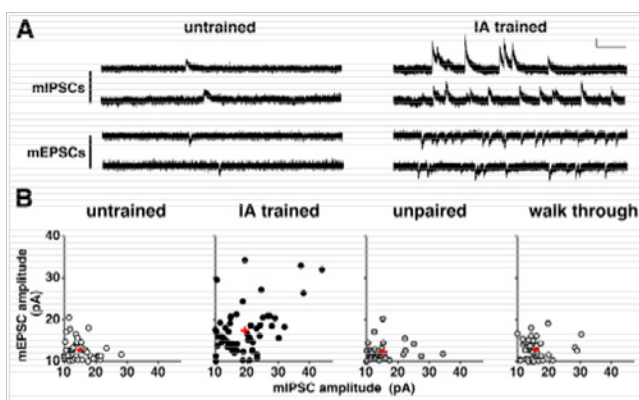 A
untrained
IA trained
mIPSCs
mEPSCs
B
untrained
IA trained
unpaired
walk through
mEPSC amplitude
(pA)
40
30
20
10
10 20 30 40
10 20 30 40
10 20 30 40
10 20 30 40
mIPSC amplitude (pA)